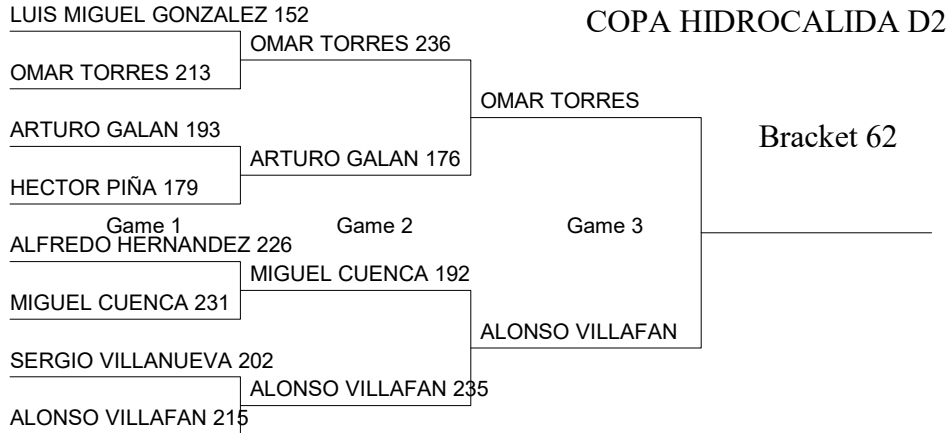 COPA HIDROCALIDA D2
Bracket 62
LUIS MIGUEL GONZALEZ 152
OMAR TORRES 236
OMAR TORRES 213
OMAR TORRES
ARTURO GALAN 193
ARTURO GALAN 176
HECTOR PIÑA 179
Game 1
Game 2
Game 3
ALFREDO HERNANDEZ 226
MIGUEL CUENCA 192
MIGUEL CUENCA 231
ALONSO VILLAFAN
SERGIO VILLANUEVA 202
ALONSO VILLAFAN 235
ALONSO VILLAFAN 215